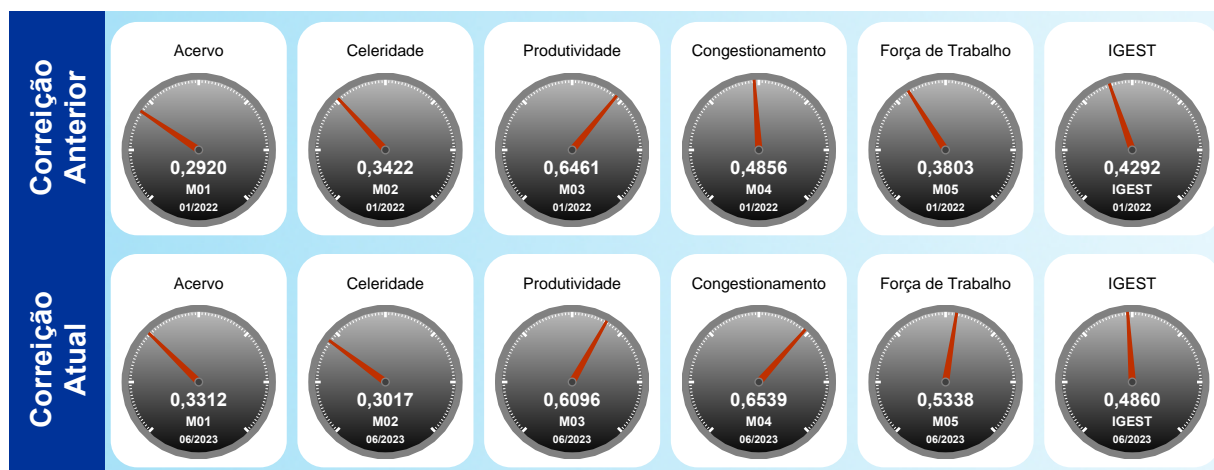 Correição
Anterior
Acervo
0,2920
M01
01/2022
Celeridade
0,3422
M02
01/2022
Produtividade
0,6461
M03
01/2022
Congestionamento
0,4856
M04
01/2022
Força de Trabalho
0,3803
M05
01/2022
IGEST
0,4292
IGEST
01/2022
Correição
Atual
Acervo
0,3312
M01
06/2023
Celeridade
0,3017
M02
06/2023
Produtividade
0,6096
M03
06/2023
Congestionamento
0,6539
M04
06/2023
Força de Trabalho
0,5338
M05
06/2023
IGEST
0,4860
IGEST
06/2023